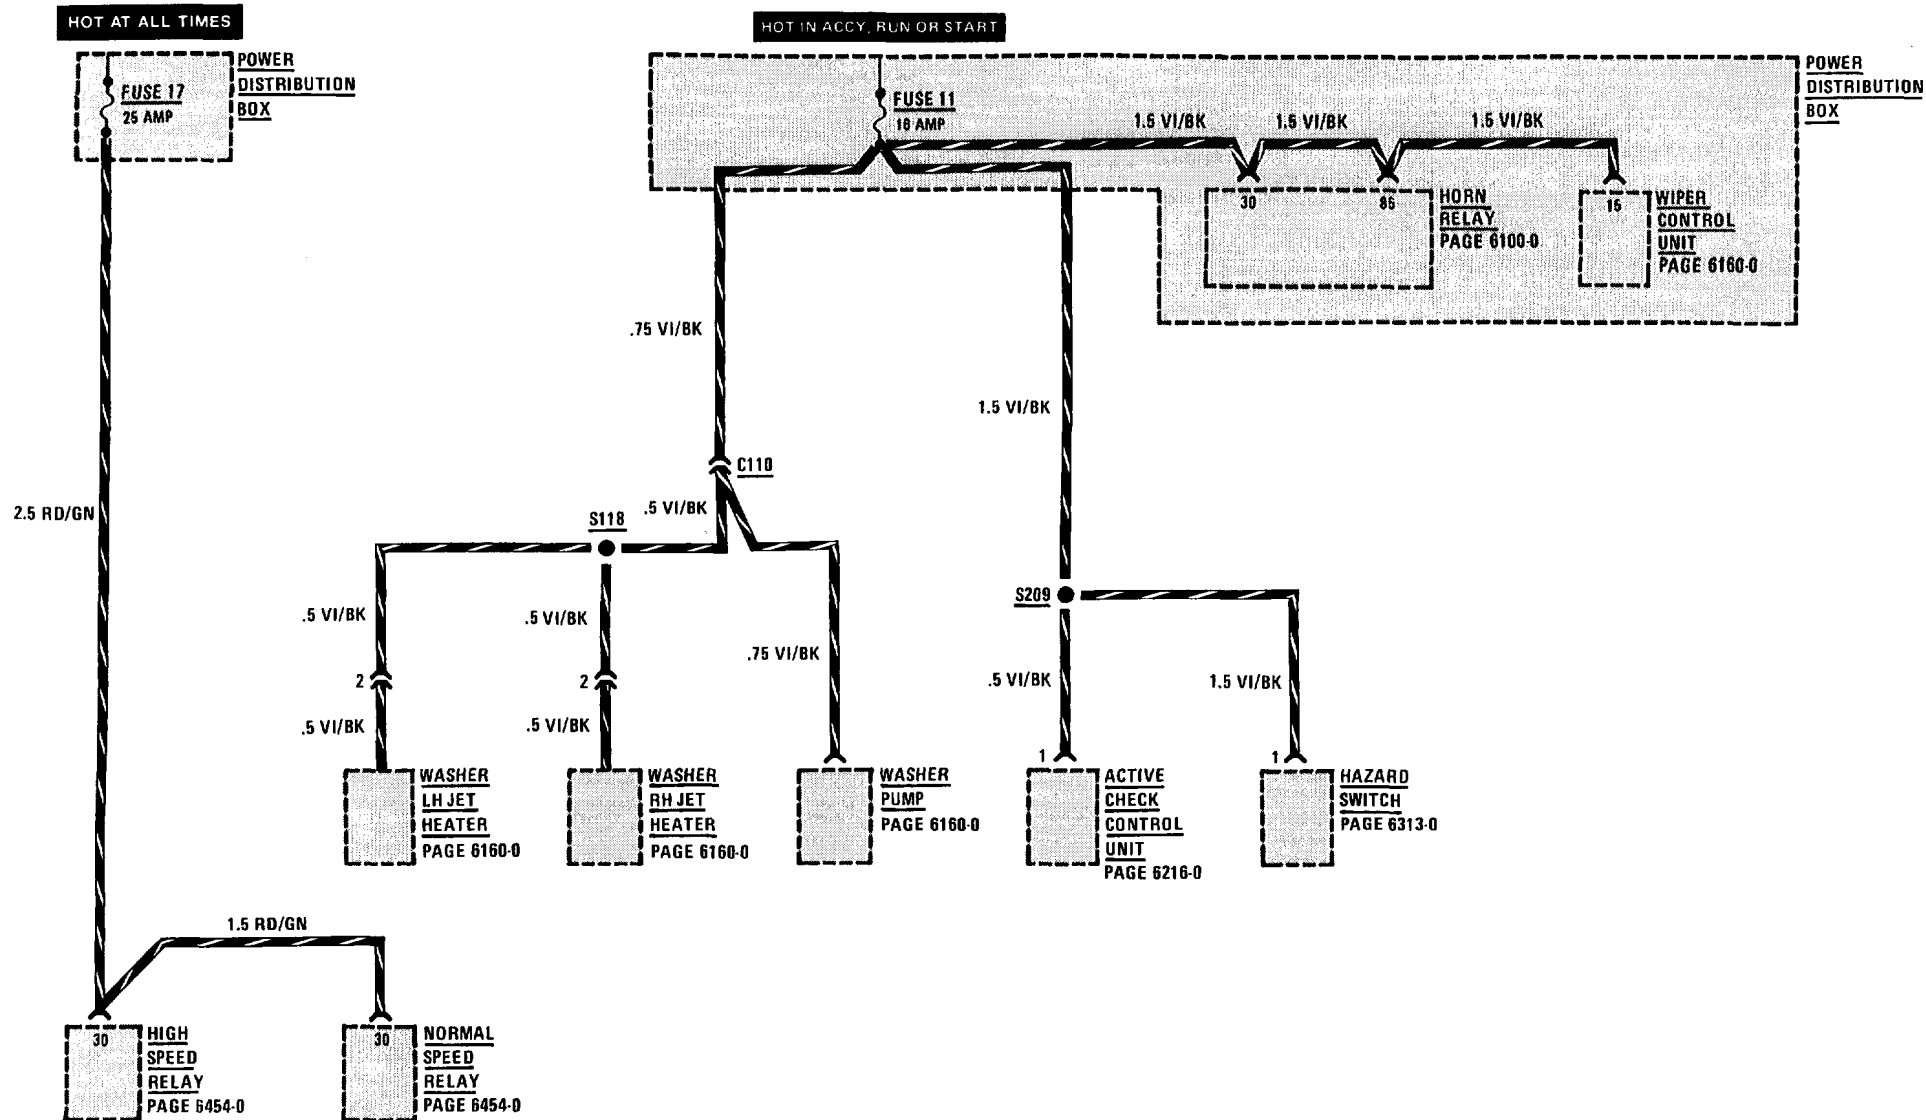 HOT AT ALL TIMES
HOT IN ACCY, RUN OR START
POWER
DISTRIBUTION
BOX
FUSE 17
25 AMP
FUSE 11
16 AMP
1.5 VI/BK
1.5 VI/BK
1.5 VI/BK
POWER
DISTRIBUTION
BOX
30
86
HORN
RELAY
PAGE 6100-0
15
WIPER
CONTROL
UNIT
PAGE 6160-0
.75 VI/BK
1.5 VI/BK
C110
2.5 RD/GN
.5 VI/BK
S118
S209
.5 VI/BK
.5 VI/BK
.75 VI/BK
.5 VI/BK
1.5 VI/BK
2
2
.5 VI/BK
.5 VI/BK
1
1
WASHER
LH JET
HEATER
PAGE 6160-0
WASHER
RH JET
HEATER
PAGE 6160-0
WASHER
PUMP
PAGE 6160-0
ACTIVE
CHECK
CONTROL
UNIT
PAGE 6216-0
HAZARD
SWITCH
PAGE 6313-0
1.5 RD/GN
30
HIGH
SPEED
RELAY
PAGE 6454-0
30
NORMAL
SPEED
RELAY
PAGE 6454-0